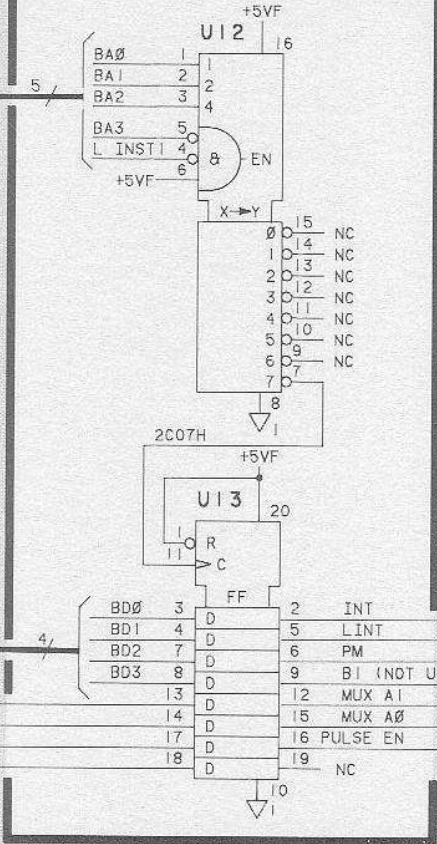 +5VF
U12
16
5
BAØ 1 1
BA1 2 2
BA2 3 4
BA3 5
L INST1 4 & EN
+5VF 6
X→Y
Ø 15 NC
1 14 NC
2 13 NC
3 12 NC
4 11 NC
5 10 NC
6 9 NC
7 7
8
1
2C07H
+5VF
U13
20
1 R
11 C
FF
BDØ 3 D 2 INT
BD1 4 D 5 LINT
BD2 7 D 6 PM
BD3 8 D 9 B1 (NOT U
4
13 D 12 MUX A1
14 D 15 MUX AØ
17 D 16 PULSE EN
18 D 19 NC
10
1